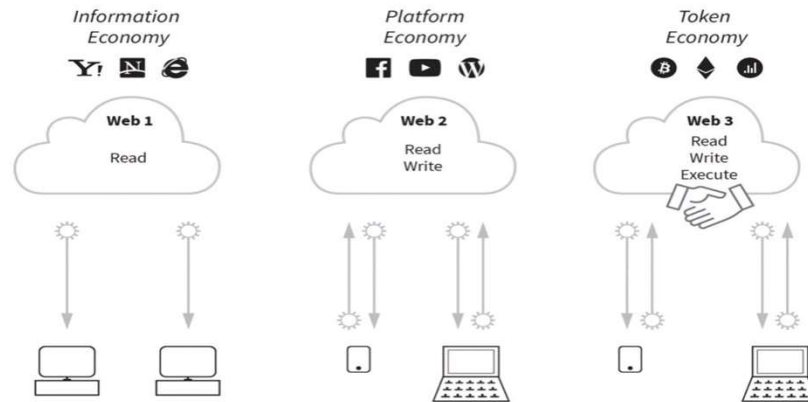 Information
Economy
Platform
Economy
Token
Economy
Y!
N
e
f
W
Web 1
Read
Web 2
Read
Write
Web 3
Read
Write
Execute